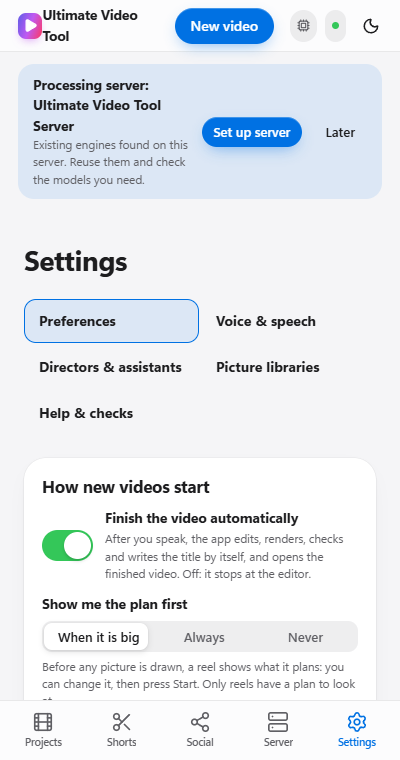 Ultimate Video
Tool
New video
Processing server:
Ultimate Video Tool
Server
Existing engines found on this
server. Reuse them and check
the models you need.
Set up server
Later
Settings
Preferences
Voice & speech
Directors & assistants
Picture libraries
Help & checks
How new videos start
Finish the video automatically
After you speak, the app edits, renders, checks
and writes the title by itself, and opens the
finished video. Off: it stops at the editor.
Show me the plan first
When it is big
Always
Never
Before any picture is drawn, a reel shows what it plans: you
can change it, then press Start. Only reels have a plan to look
Projects
Shorts
Social
Server
Settings